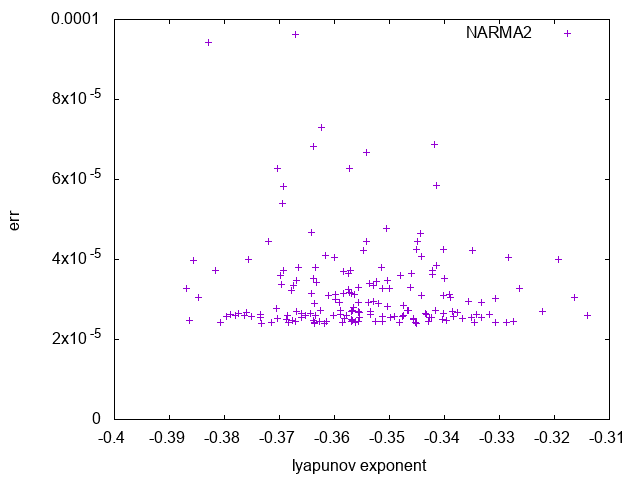 0.0001
NARMA2
8x10^-5
6x10^-5
err
4x10^-5
2x10^-5
0
-0.4 -0.39 -0.38 -0.37 -0.36 -0.35 -0.34 -0.33 -0.32 -0.31
lyapunov exponent